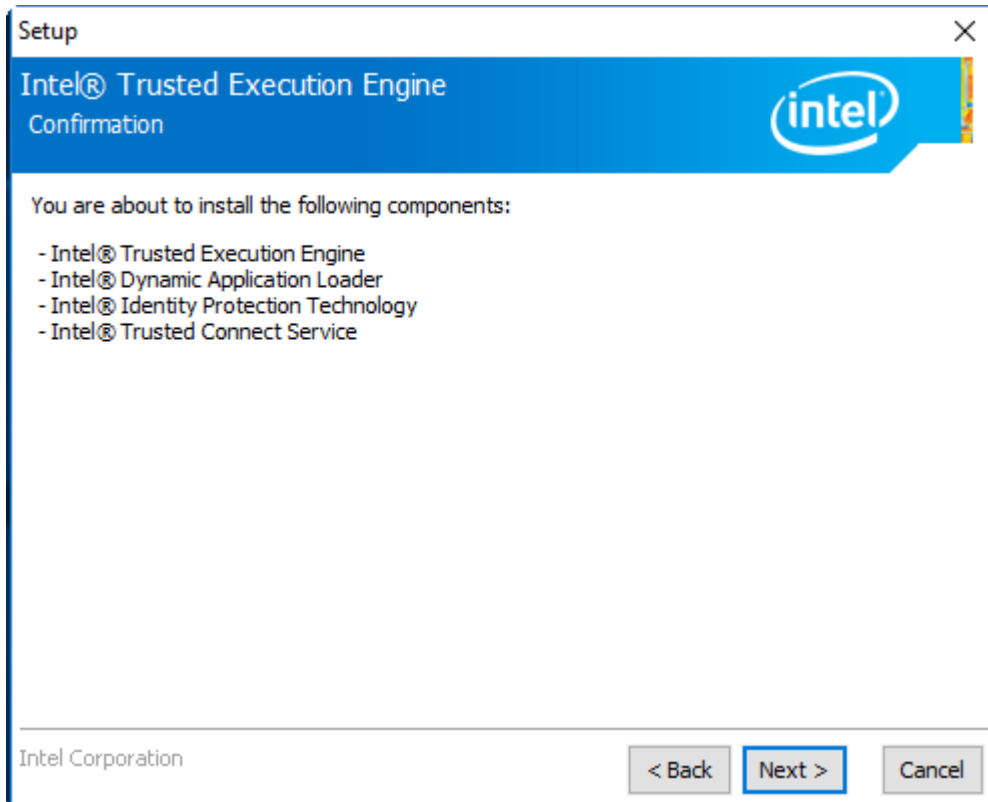 Setup
Intel® Trusted Execution Engine
Confirmation
intel
You are about to install the following components:
- Intel® Trusted Execution Engine
- Intel® Dynamic Application Loader
- Intel® Identity Protection Technology
- Intel® Trusted Connect Service
Intel Corporation
< Back
Next >
Cancel